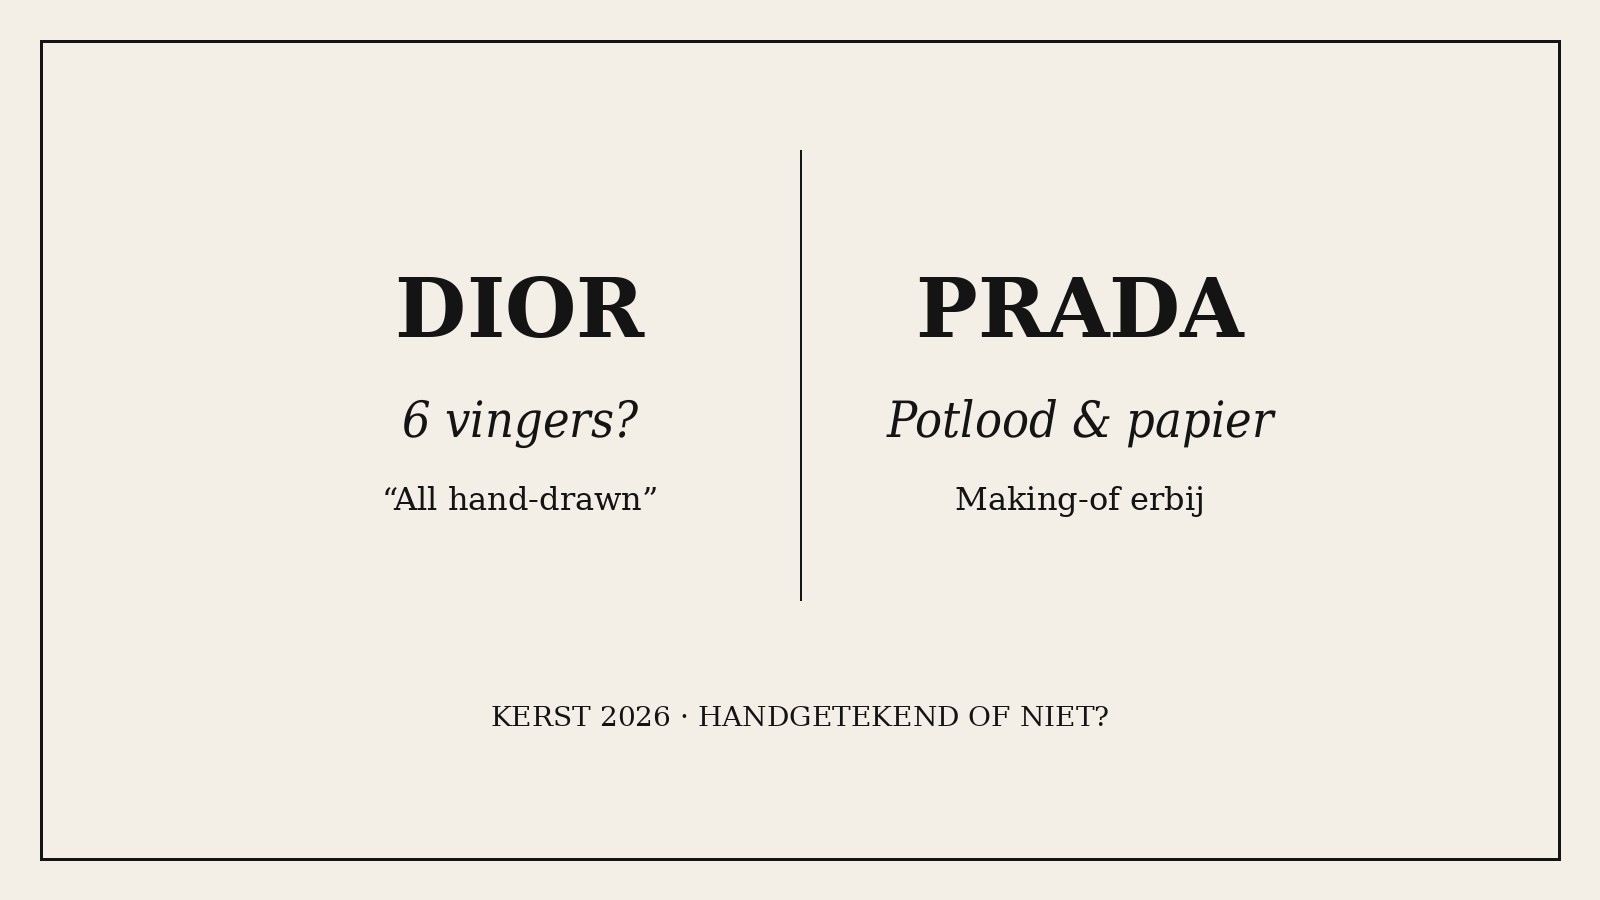 DIOR
6 vingers?
“All hand-drawn”
PRADA
Potlood & papier
Making-of erbij
KERST 2026 · HANDGETEKEND OF NIET?